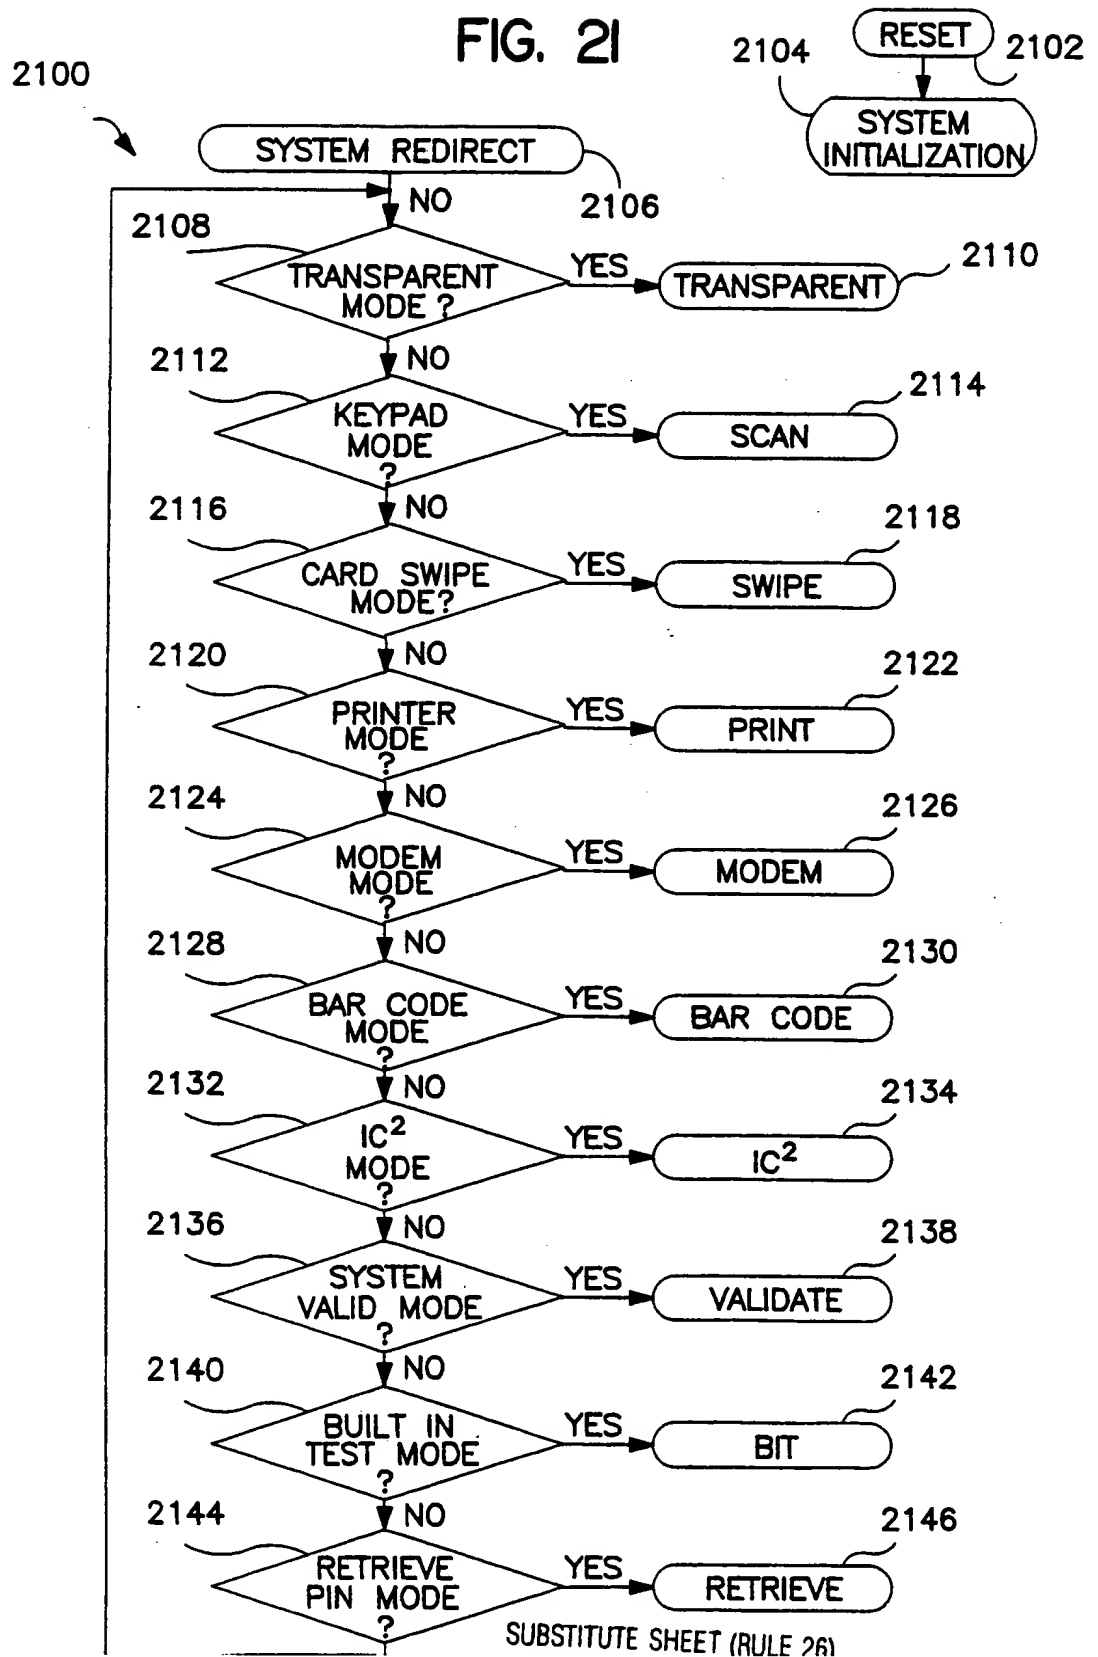 FIG. 21
RESET
2102
2104
SYSTEM
INITIALIZATION
2100
SYSTEM REDIRECT
2106
NO
2108
TRANSPARENT
MODE ?
YES
TRANSPARENT
2110
NO
2112
KEYPAD
MODE
?
YES
SCAN
2114
NO
2116
CARD SWIPE
MODE?
YES
SWIPE
2118
NO
2120
PRINTER
MODE
?
YES
PRINT
2122
NO
2124
MODEM
MODE
?
YES
MODEM
2126
NO
2128
BAR CODE
MODE
?
YES
BAR CODE
2130
NO
2132
IC²
MODE
?
YES
IC²
2134
NO
2136
SYSTEM
VALID MODE
?
YES
VALIDATE
2138
NO
2140
BUILT IN
TEST MODE
?
YES
BIT
2142
NO
2144
RETRIEVE
PIN MODE
?
YES
RETRIEVE
2146
SUBSTITUTE SHEET (RULE 26)